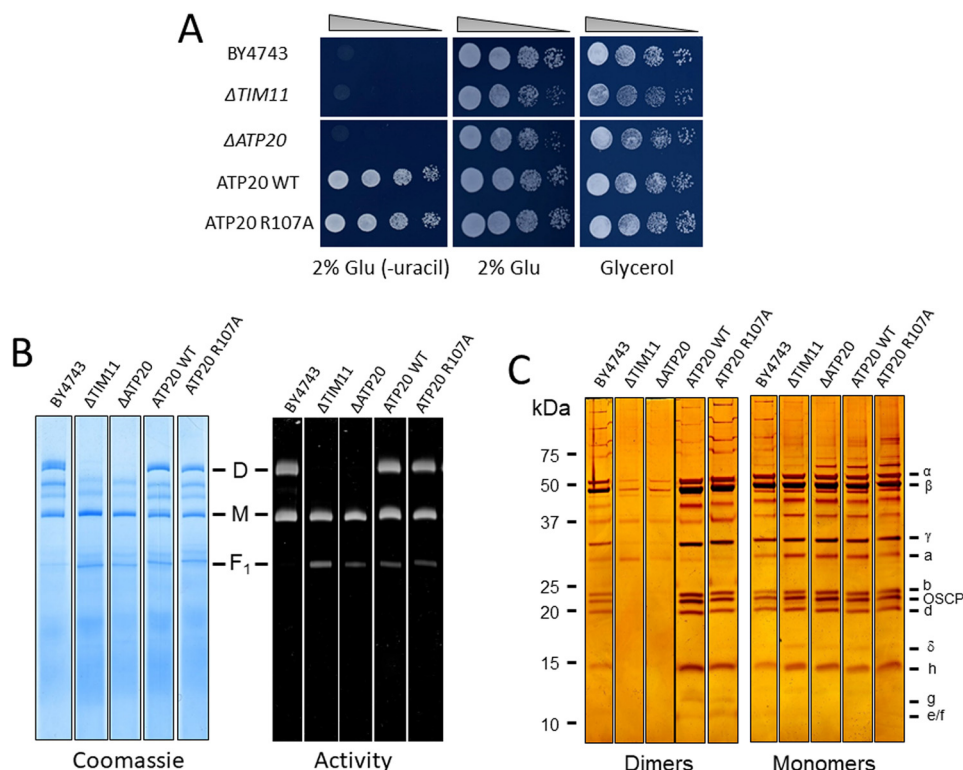 A
BY4743
ΔTIM11
ΔATP20
ATP20 WT
ATP20 R107A
2% Glu (-uracil)
2% Glu
Glycerol
B
BY4743
ΔTIM11
ΔATP20
ATP20 WT
ATP20 R107A
BY4743
ΔTIM11
ΔATP20
ATP20 WT
ATP20 R107A
D
M
F₁
Coomassie
Activity
C
BY4743
ΔTIM11
ΔATP20
ATP20 WT
ATP20 R107A
BY4743
ΔTIM11
ΔATP20
ATP20 WT
ATP20 R107A
kDa
75
50
37
25
20
15
10
α
β
γ
a
b
OSCP
d
δ
h
g
e/f
Dimers
Monomers